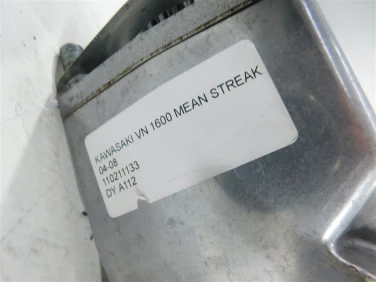 KAWASAKI VN 1600 MEAN STREAK
04-08
110211133
DY A112